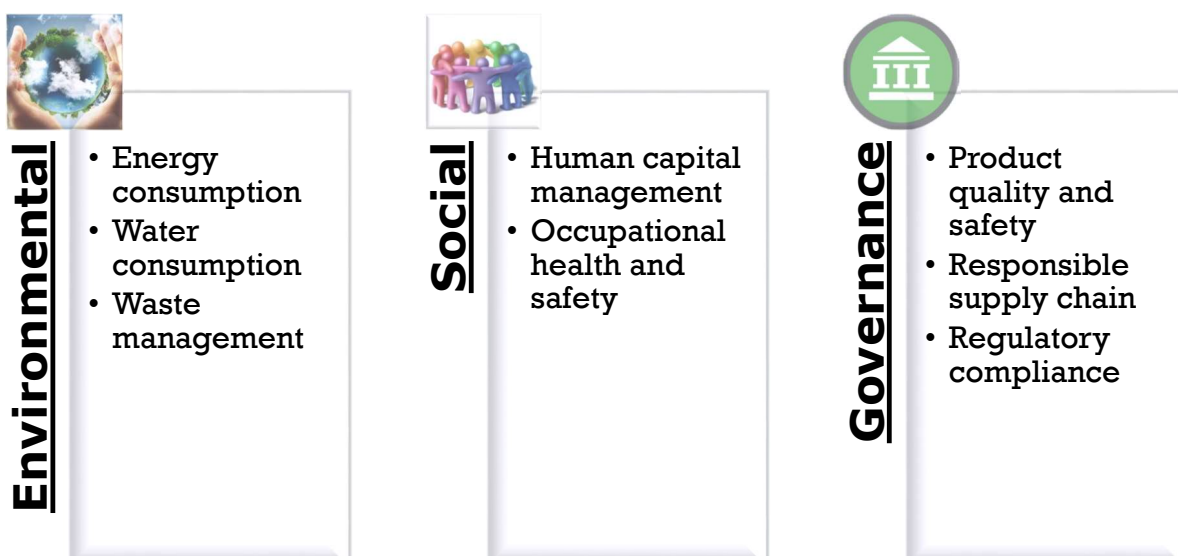 Environmental
• Energy
consumption
• Water
consumption
• Waste
management
Social
• Human capital
management
• Occupational
health and
safety
Governance
• Product
quality and
safety
• Responsible
supply chain
• Regulatory
compliance